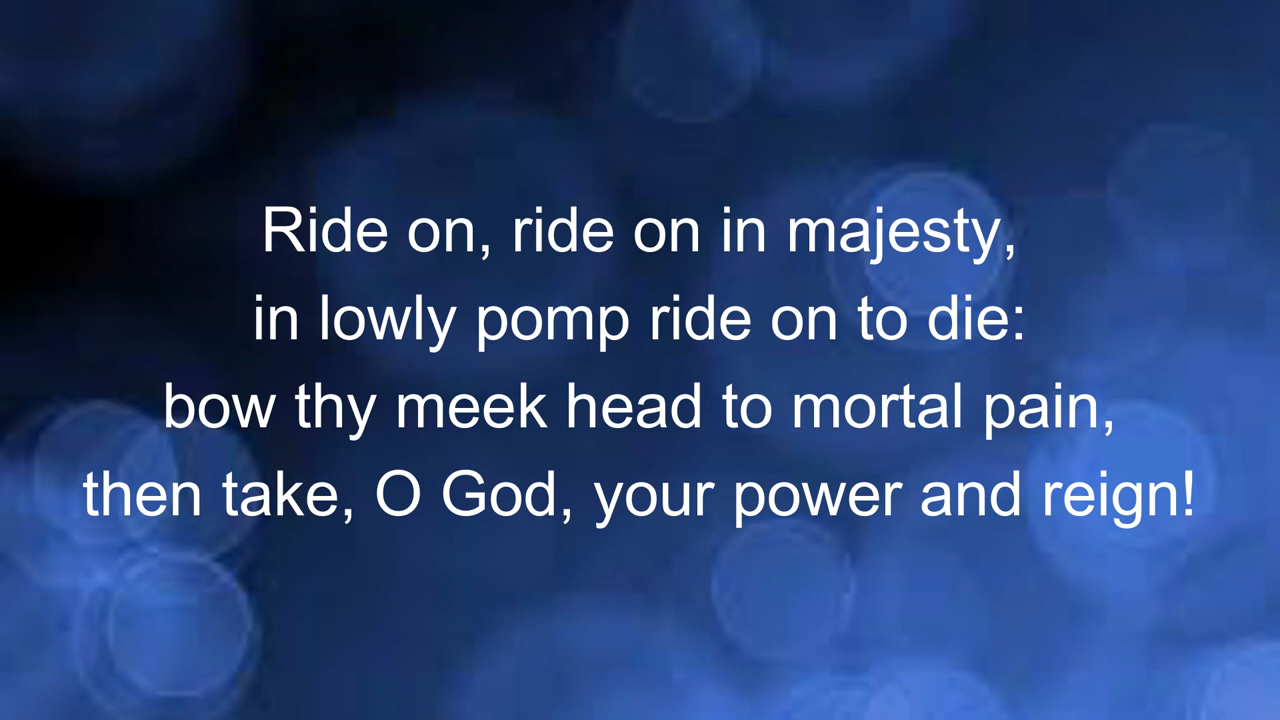 Ride on, ride on in majesty,
in lowly pomp ride on to die:
bow thy meek head to mortal pain,
then take, O God, your power and reign!